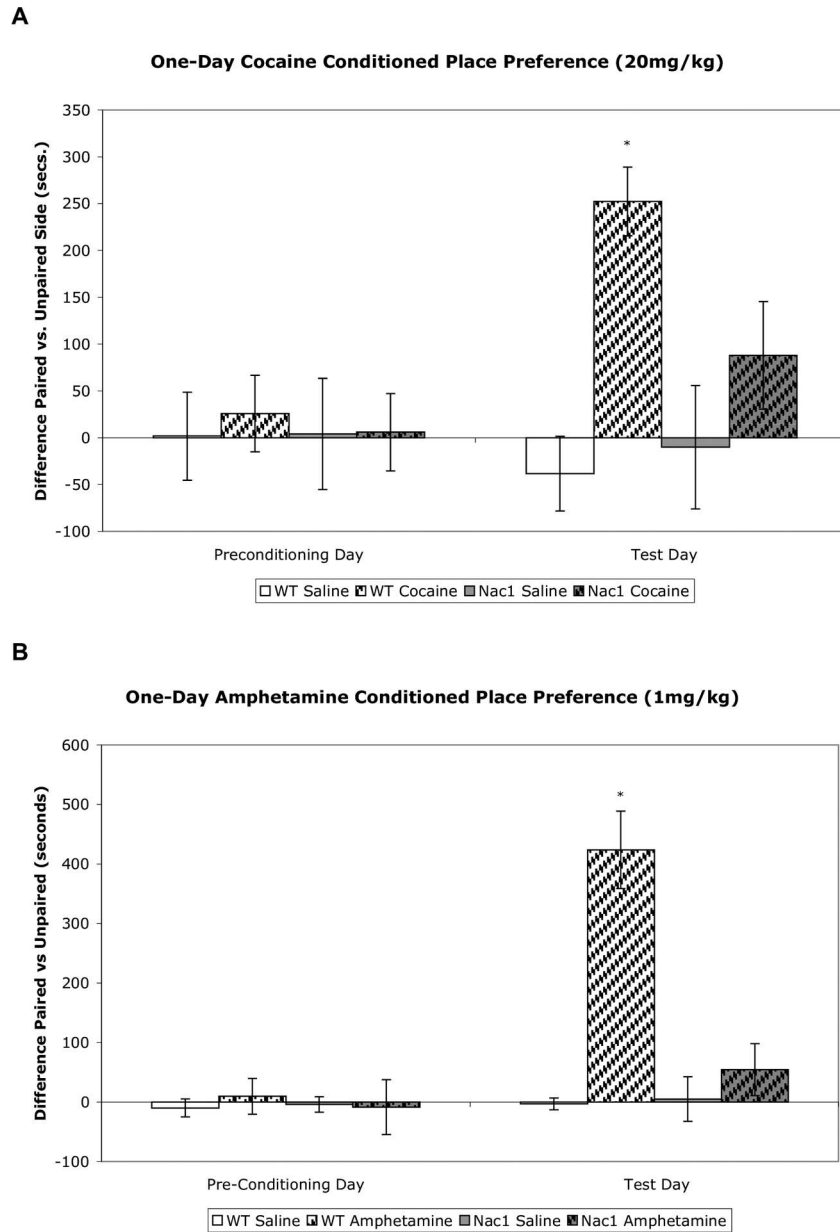 A
One-Day Cocaine Conditioned Place Preference (20mg/kg)
Difference Paired vs. Unpaired Side (secs.)
350
300
250
200
150
100
50
0
-50
-100
*
Preconditioning Day
Test Day
WT Saline WT Cocaine Nac1 Saline Nac1 Cocaine
B
One-Day Amphetamine Conditioned Place Preference (1mg/kg)
Difference Paired vs Unpaired (seconds)
600
500
400
300
200
100
0
-100
*
Pre-Conditioning Day
Test Day
WT Saline WT Amphetamine Nac1 Saline Nac1 Amphetamine